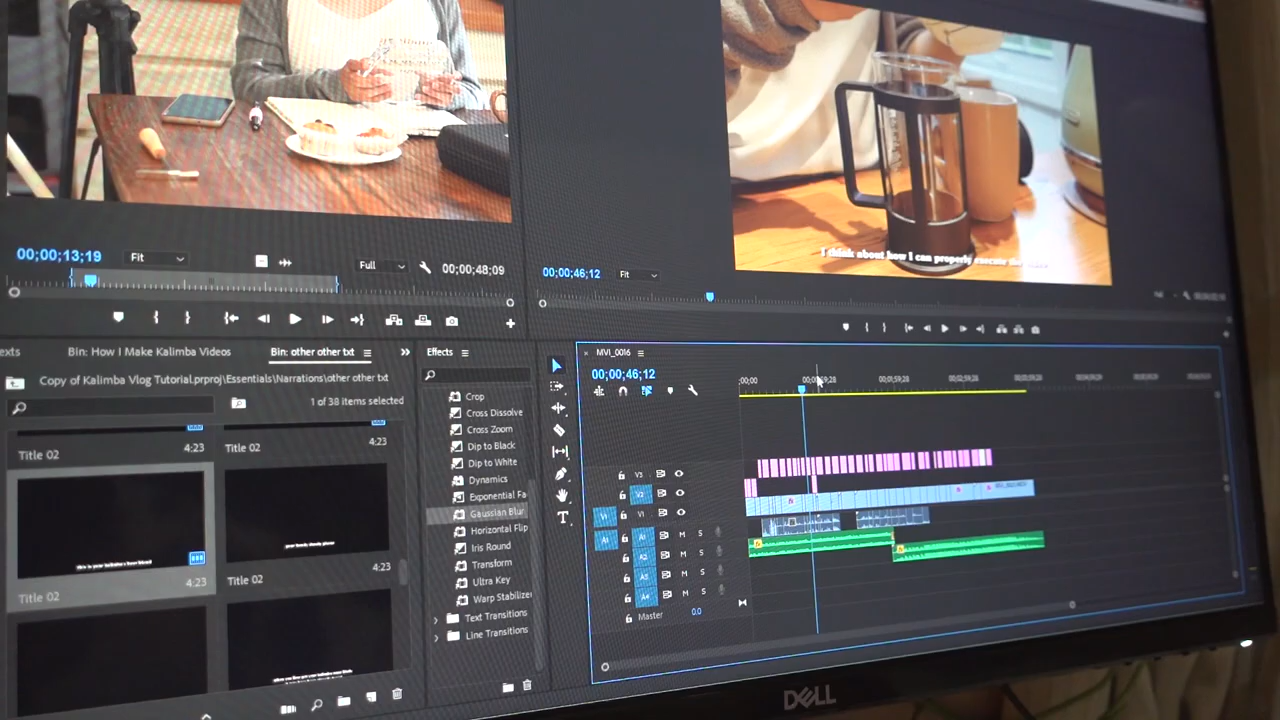 I think about how I can properly execute the
00;00;13;19
Fit
Full
00;00;48;09
00;00;46;12
Fit
Bin: How I Make Kalimba Videos
Bin: other other txt
Copy of Kalimba Vlog Tutorial.prproj\Essentials\Narrations\other other txt
1 of 38 items selected
Title 02
4;23
Title 02
4;23
Title 02
4;23
Title 02
4;23
Effects
Crop
Cross Dissolve
Cross Zoom
Dip to Black
Dip to White
Dynamics
Exponential Fa
Gaussian Blur
Horizontal Flip
Iris Round
Transform
Ultra Key
Warp Stabilize
Text Transitions
Line Transitions
T
× MVI_0016
00;00;46;12
;00;00
V3
V2
V1 V1
A1 A1 M S
A2 M S
A3 M S
A4 M S
Master 0.0
DELL